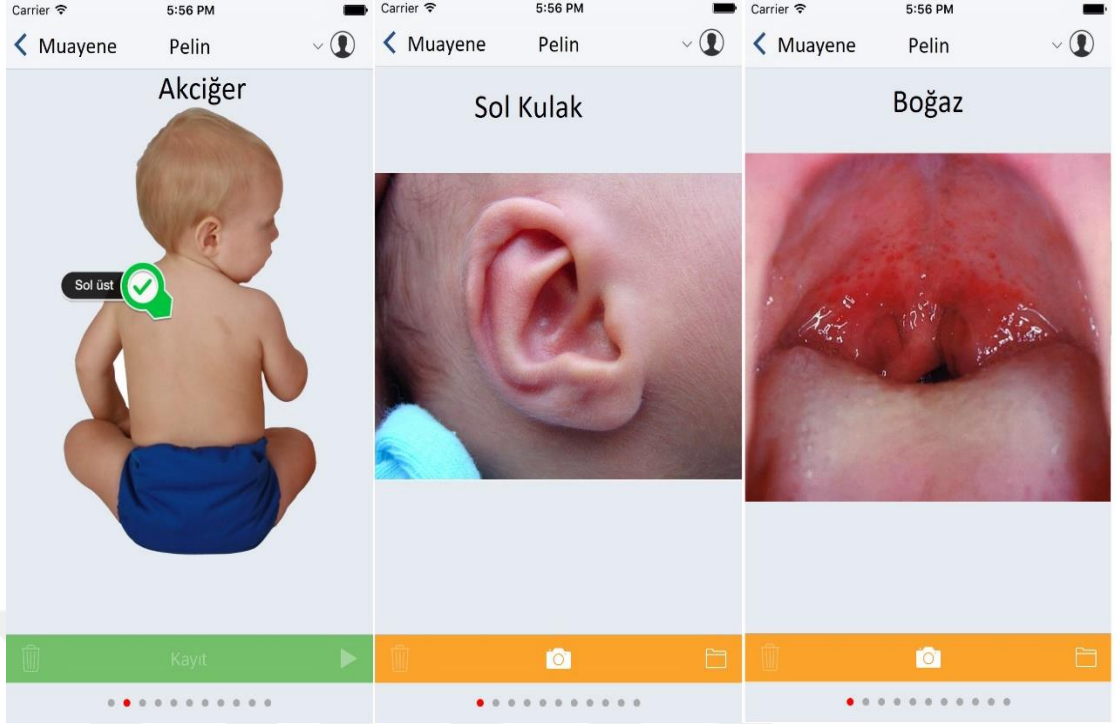 Carrier 5:56 PM
Muayene Pelin
Akciğer
Sol üst
Kayıt
Carrier 5:56 PM
Muayene Pelin
Sol Kulak
Carrier 5:56 PM
Muayene Pelin
Boğaz